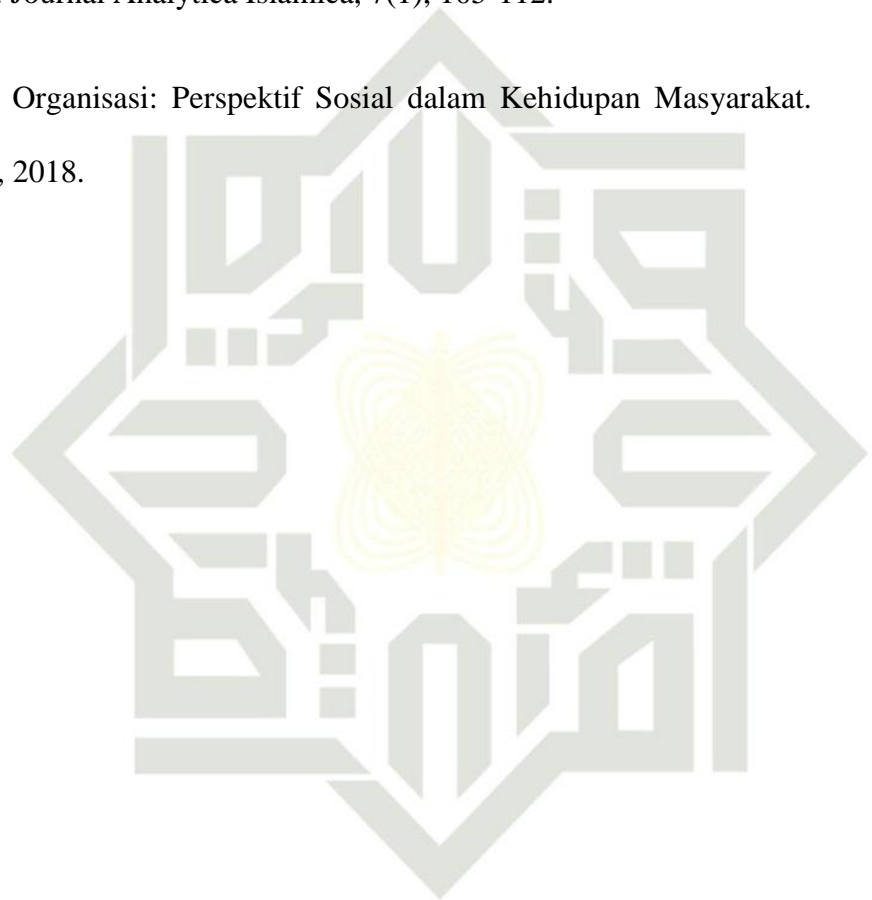 Journal Analytica Islamica, 7(1),
Organisasi: Perspektif Sosial dalam Kehidupan Masyarakat.
, 2018.